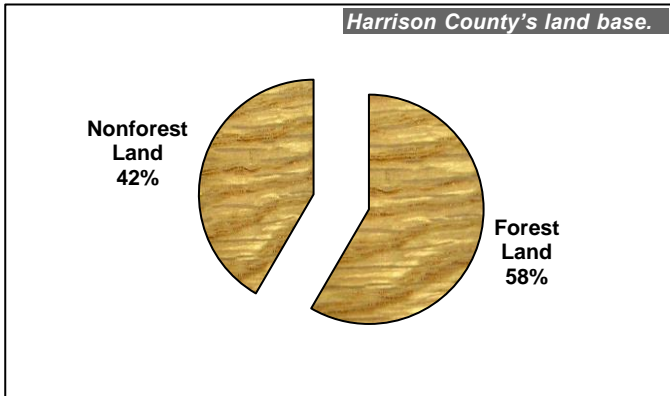 Harrison County’s land base.
Nonforest
Land
42%
Forest
Land
58%